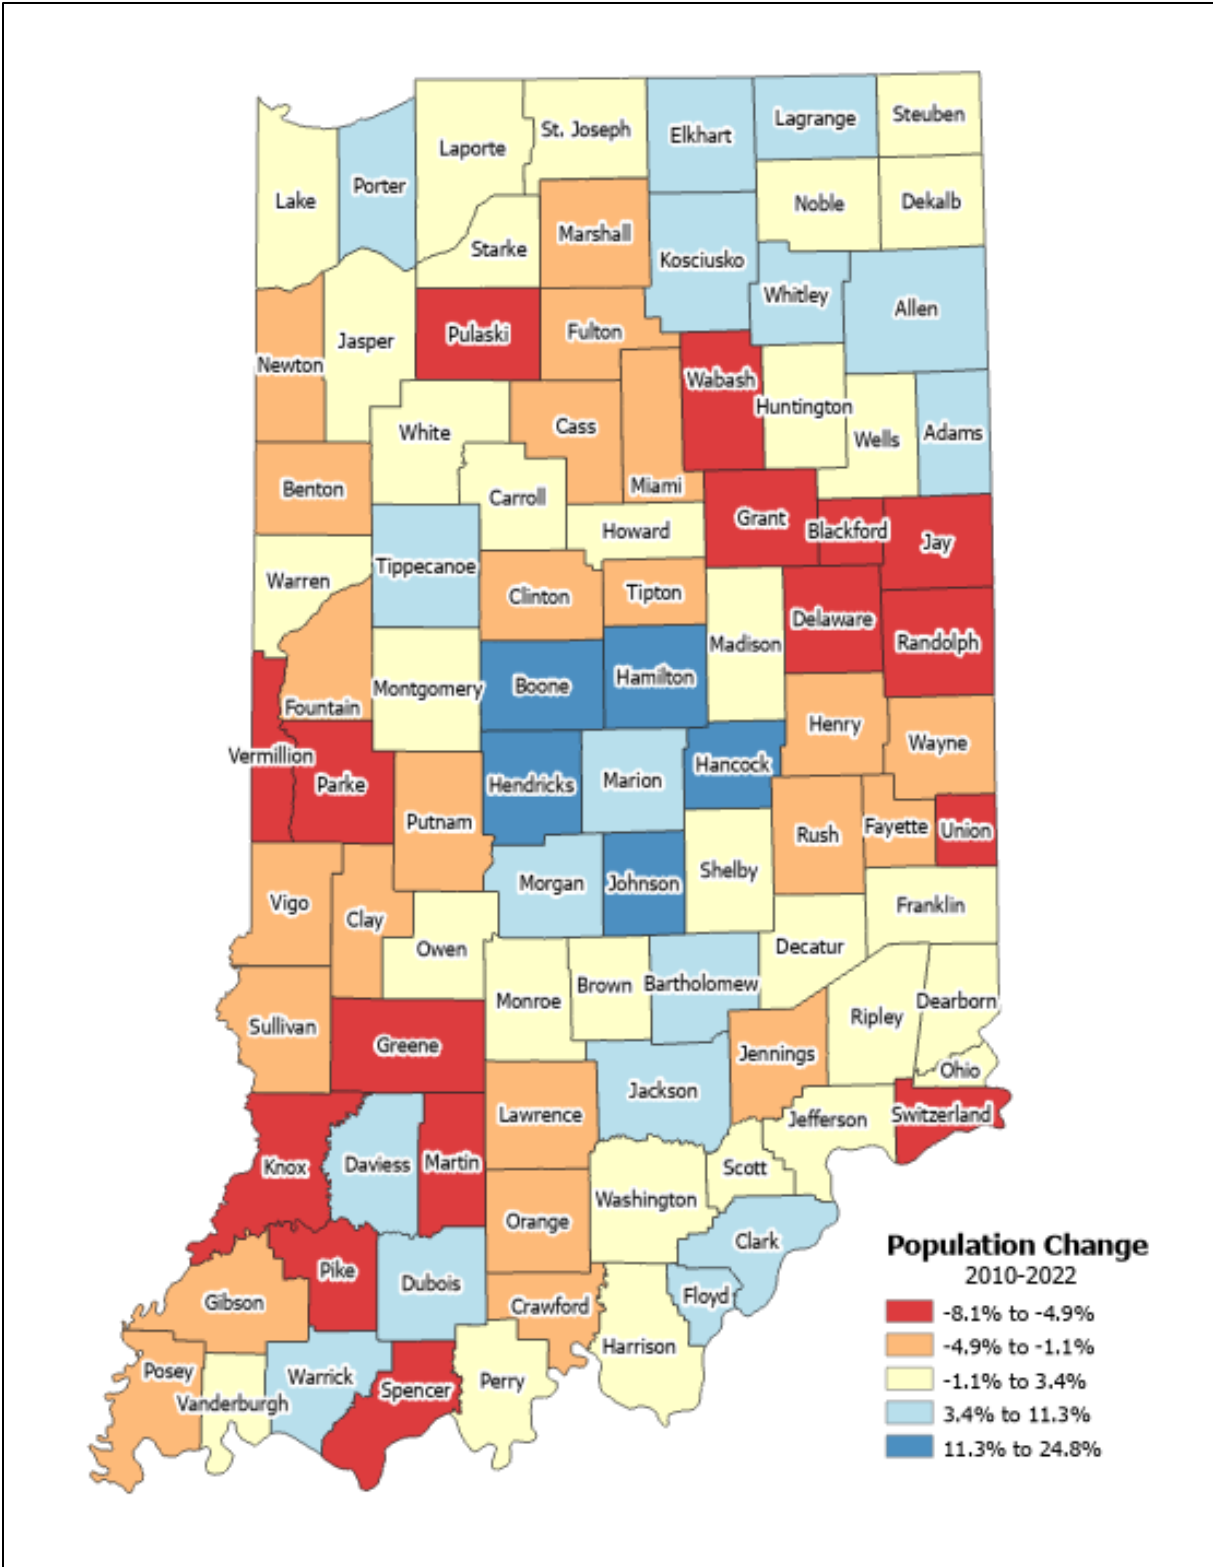 Lagrange
Steuben
St. Joseph
Elkhart
Laporte
Porter
Lake
Noble
Dekalb
Marshall
Starke
Kosciusko
Whitley
Allen
Pulaski
Fulton
Jasper
Newton
Wabash
Huntington
White
Cass
Wells
Adams
Benton
Miami
Carroll
Grant
Blackford
Howard
Jay
Tippecanoe
Warren
Clinton
Tipton
Delaware
Madison
Randolph
Boone
Hamilton
Montgomery
Fountain
Henry
Wayne
Vermillion
Hancock
Parke
Hendricks
Marion
Putnam
Rush
Fayette
Union
Shelby
Morgan
Johnson
Vigo
Clay
Franklin
Owen
Decatur
Brown
Bartholomew
Monroe
Dearborn
Ripley
Sullivan
Greene
Jennings
Ohio
Jackson
Lawrence
Jefferson
Switzerland
Knox
Daviess
Martin
Scott
Washington
Orange
Clark
Pike
Dubois
Floyd
Gibson
Crawford
Harrison
Posey
Warrick
Spencer
Perry
Vanderburgh
Population Change
2010-2022
-8.1% to -4.9%
-4.9% to -1.1%
-1.1% to 3.4%
3.4% to 11.3%
11.3% to 24.8%